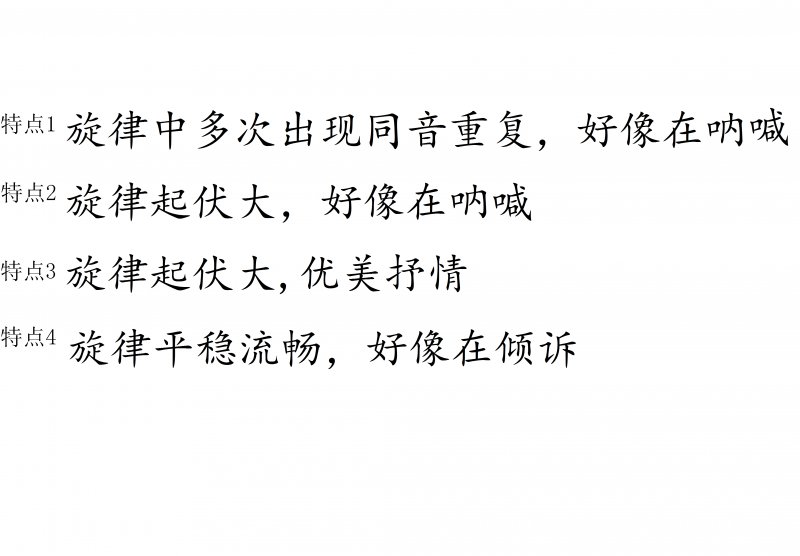 特点1 旋律中多次出现同音重复，好像在呐喊
特点2 旋律起伏大，好像在呐喊
特点3 旋律起伏大,优美抒情
特点4 旋律平稳流畅，好像在倾诉